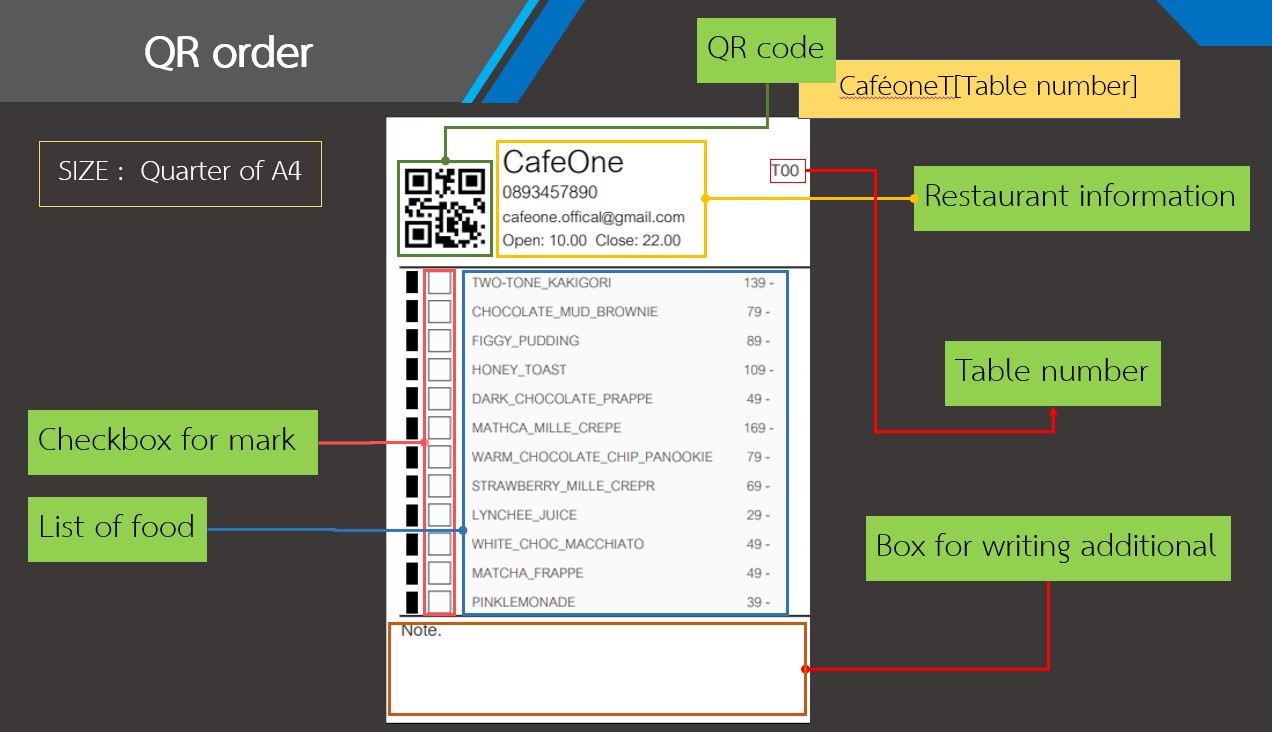 QR order
QR code
CaféoneT[Table number]
SIZE : Quarter of A4
CafeOne
0893457890
cafeone.offical@gmail.com
Open: 10.00 Close: 22.00
T00
Restaurant information
TWO-TONE_KAKIGORI 139 -
CHOCOLATE_MUD_BROWNIE 79 -
FIGGY_PUDDING 89 -
HONEY_TOAST 109 -
DARK_CHOCOLATE_PRAPPE 49 -
MATHCA_MILLE_CREPE 169 -
WARM_CHOCOLATE_CHIP_PANOOKIE 79 -
STRAWBERRY_MILLE_CREPR 69 -
LYNCHEE_JUICE 29 -
WHITE_CHOC_MACCHIATO 49 -
MATCHA_FRAPPE 49 -
PINKLEMONADE 39 -
Note.
Table number
Checkbox for mark
List of food
Box for writing additional